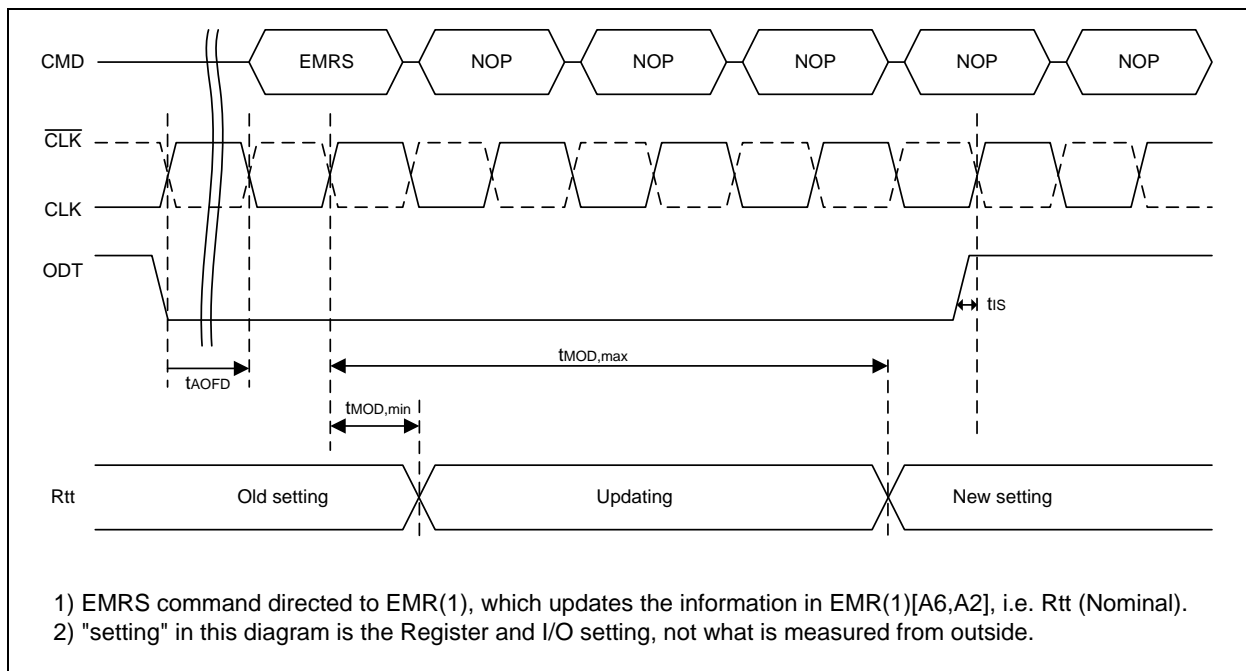 CMD EMRS NOP NOP NOP NOP NOP
CLK
CLK
ODT
tIS
tAOFD
tMOD,max
tMOD,min
Rtt Old setting Updating New setting
1) EMRS command directed to EMR(1), which updates the information in EMR(1)[A6,A2], i.e. Rtt (Nominal).
2) "setting" in this diagram is the Register and I/O setting, not what is measured from outside.